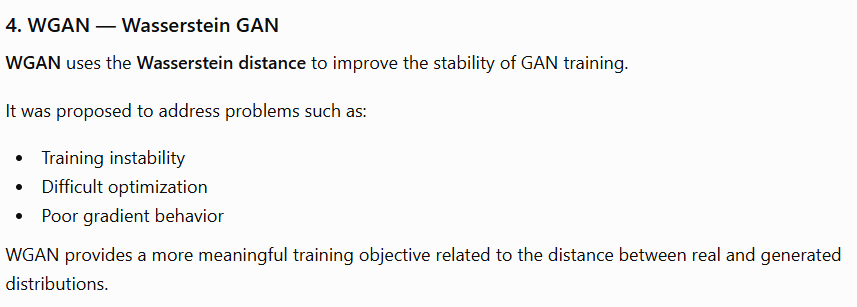 4. WGAN — Wasserstein GAN
WGAN uses the Wasserstein distance to improve the stability of GAN training.
It was proposed to address problems such as:
• Training instability
• Difficult optimization
• Poor gradient behavior
WGAN provides a more meaningful training objective related to the distance between real and generated
distributions.